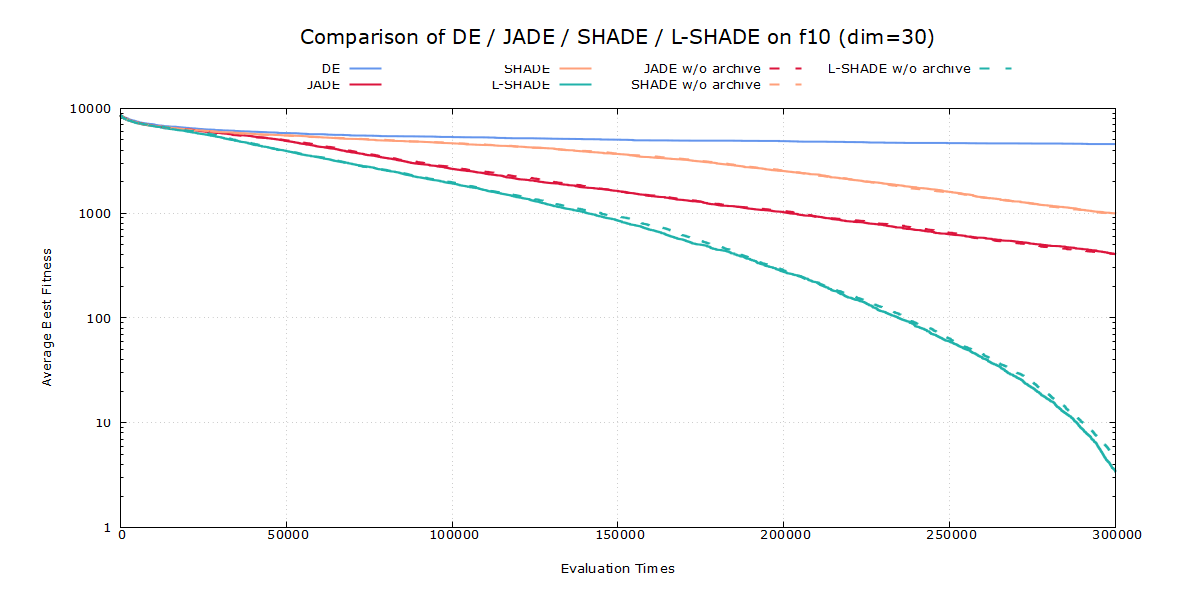 Comparison of DE / JADE / SHADE / L-SHADE on f10 (dim=30)
DE SHADE JADE w/o archive L-SHADE w/o archive
JADE L-SHADE SHADE w/o archive
10000
1000
100
10
1
Average Best Fitness
0 50000 100000 150000 200000 250000 300000
Evaluation Times